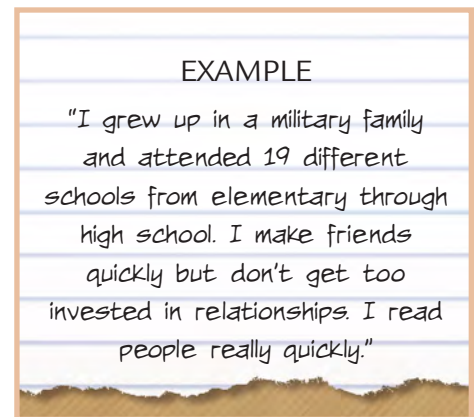 EXAMPLE
"I grew up in a military family
and attended 19 different
schools from elementary through
high school. I make friends
quickly but don't get too
invested in relationships. I read
people really quickly."